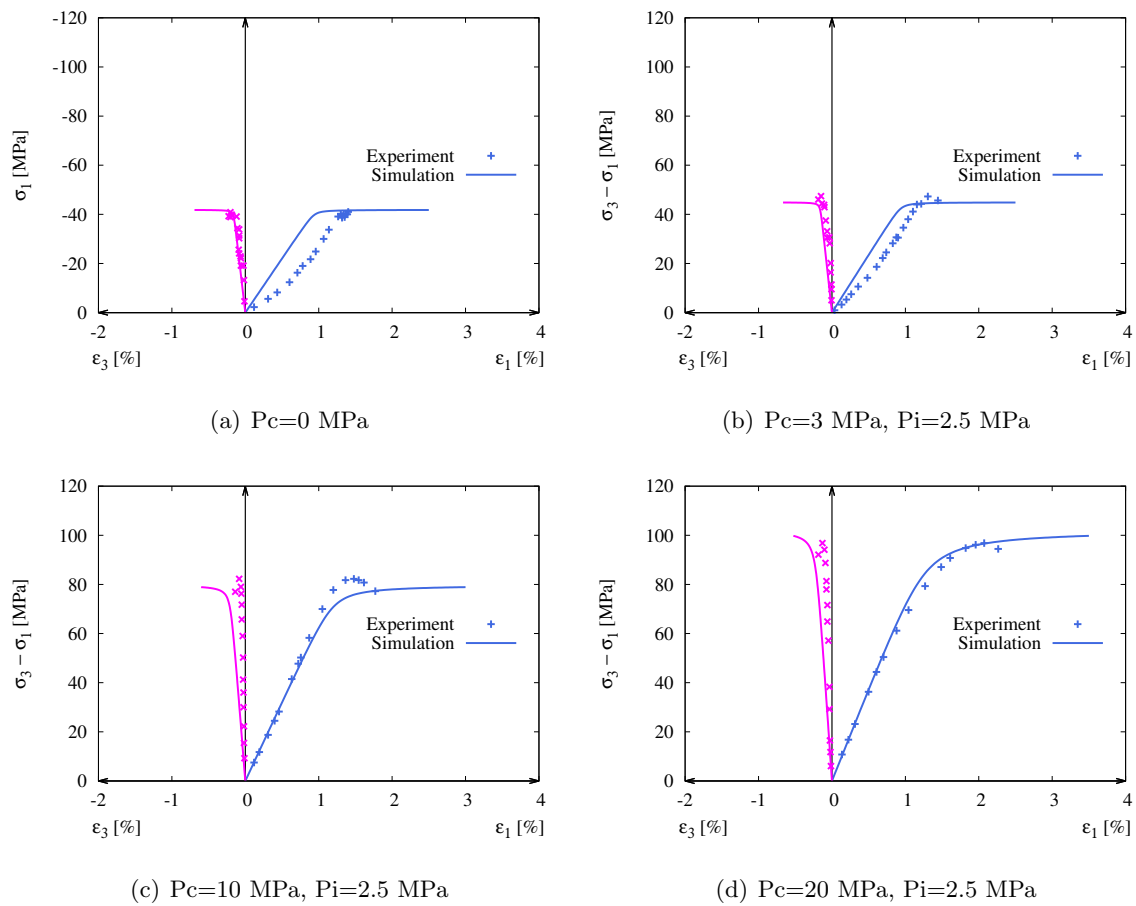 -120
-100
-80
-60
-40
-20
0
σ1 [MPa]
Experiment
Simulation
-2 -1 0 1 2 3 4
ε3 [%] ε1 [%]
(a) Pc=0 MPa
120
100
80
60
40
20
0
σ3 − σ1 [MPa]
Experiment
Simulation
-2 -1 0 1 2 3 4
ε3 [%] ε1 [%]
(b) Pc=3 MPa, Pi=2.5 MPa
120
100
80
60
40
20
0
σ3 − σ1 [MPa]
Experiment
Simulation
-2 -1 0 1 2 3 4
ε3 [%] ε1 [%]
(c) Pc=10 MPa, Pi=2.5 MPa
120
100
80
60
40
20
0
σ3 − σ1 [MPa]
Experiment
Simulation
-2 -1 0 1 2 3 4
ε3 [%] ε1 [%]
(d) Pc=20 MPa, Pi=2.5 MPa